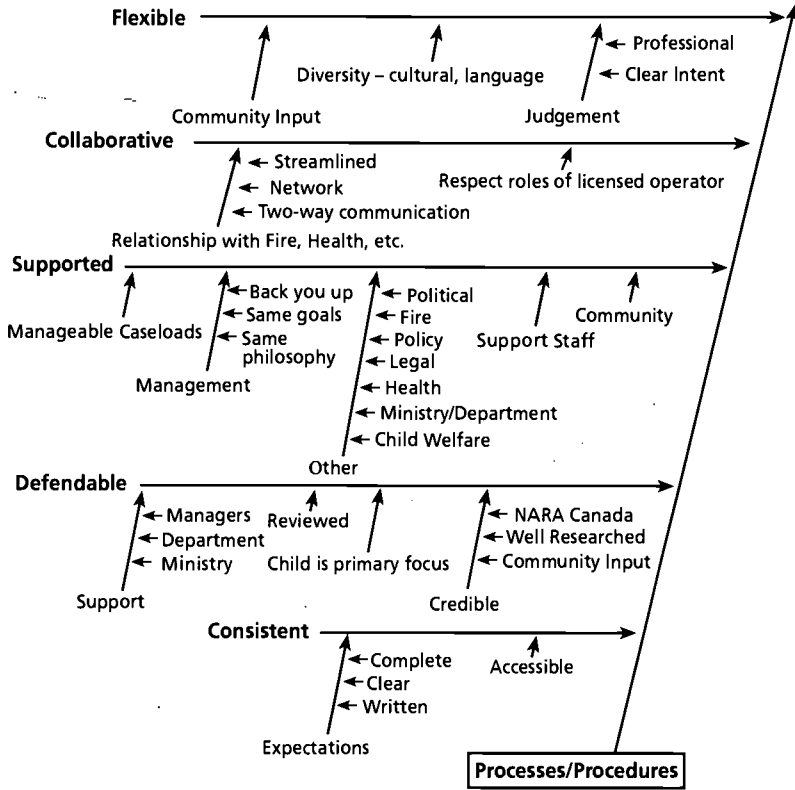 Flexible
Professional
Diversity – cultural, language
Clear Intent
Community Input
Judgement
Collaborative
Streamlined
Respect roles of licensed operator
Network
Two-way communication
Relationship with Fire, Health, etc.
Supported
Back you up
Political
Same goals
Fire
Community
Manageable Caseloads
Same
philosophy
Policy
Support Staff
Legal
Management
Health
Ministry/Department
Child Welfare
Other
Defendable
Managers
Reviewed
NARA Canada
Department
Well Researched
Ministry
Child is primary focus
Community Input
Support
Credible
Consistent
Complete
Accessible
Clear
Written
Expectations
Processes/Procedures